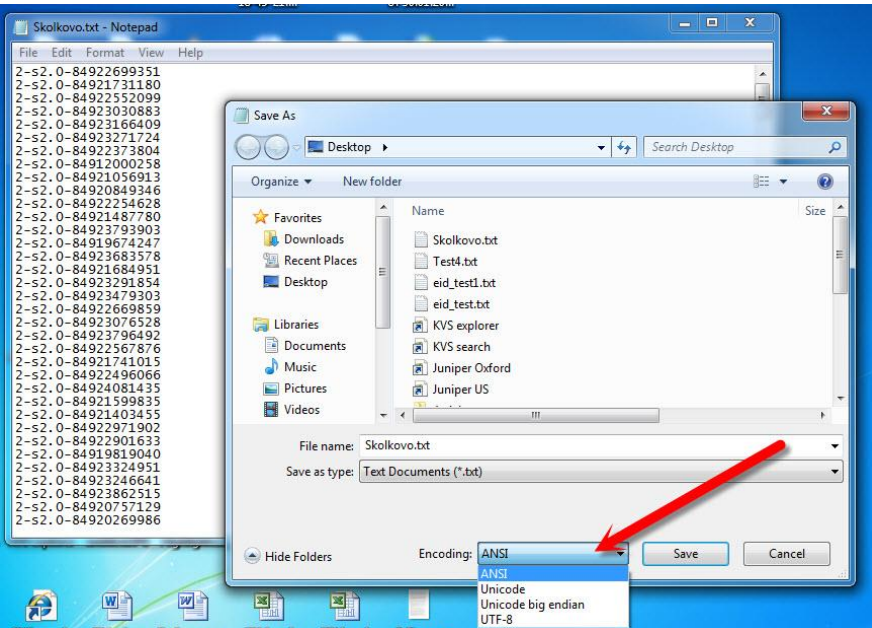 Skolkovo.txt - Notepad
File Edit Format View Help
2-s2.0-84922699351
2-s2.0-84921731180
2-s2.0-84922552099
2-s2.0-84923030883
2-s2.0-84923166409
2-s2.0-84923271724
2-s2.0-84922373804
2-s2.0-84912000258
2-s2.0-84921056913
2-s2.0-84920849346
2-s2.0-84922254628
2-s2.0-84921487780
2-s2.0-84923793903
2-s2.0-84919674247
2-s2.0-84923683578
2-s2.0-84921684951
2-s2.0-84923291854
2-s2.0-84923479303
2-s2.0-84922669859
2-s2.0-84923076528
2-s2.0-84923796492
2-s2.0-84922567876
2-s2.0-84921741015
2-s2.0-84922496066
2-s2.0-84924081435
2-s2.0-84921599835
2-s2.0-84921403455
2-s2.0-84922971902
2-s2.0-84922901633
2-s2.0-84919819040
2-s2.0-84923324951
2-s2.0-84923246641
2-s2.0-84923862515
2-s2.0-84920757129
2-s2.0-84920269986
Save As
Desktop
Search Desktop
Organize New folder
Favorites
Downloads
Recent Places
Desktop
Libraries
Documents
Music
Pictures
Videos
Name Size
Skolkovo.txt
Test4.txt
eid_test1.txt
eid_test.txt
KVS explorer
KVS search
Juniper Oxford
Juniper US
File name: Skolkovo.txt
Save as type: Text Documents (*.txt)
Hide Folders Encoding: ANSI Save Cancel
ANSI
Unicode
Unicode big endian
UTF-8